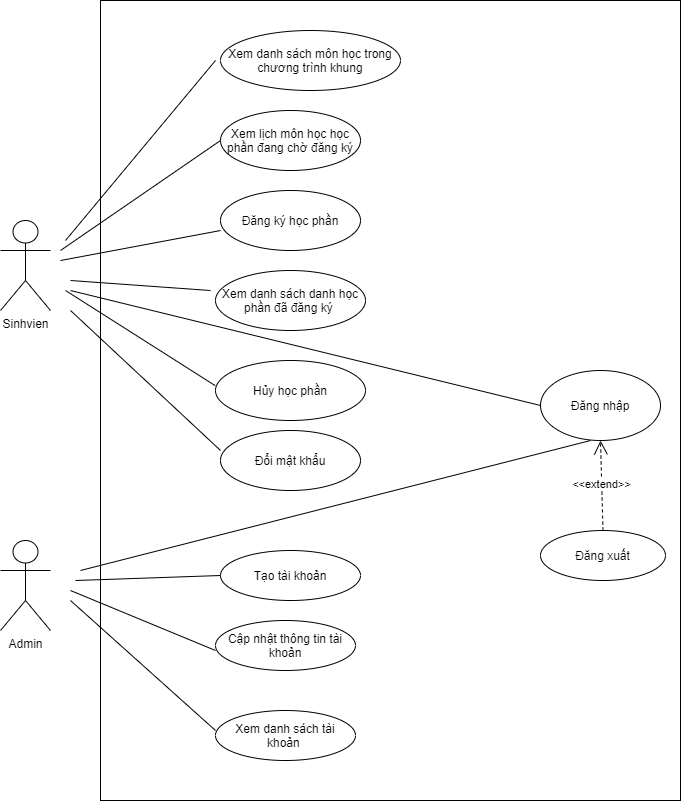 Xem danh sách môn học trong
chương trình khung
Xem lịch môn học học
phần đang chờ đăng ký
Đăng ký học phần
Sinhvien
Xem danh sách danh học
phần đã đăng ký
Hủy học phần
Đăng nhập
Đổi mật khẩu
<<extend>>
Đăng xuất
Tạo tài khoản
Admin
Cập nhật thông tin tài
khoản
Xem danh sách tài
khoản